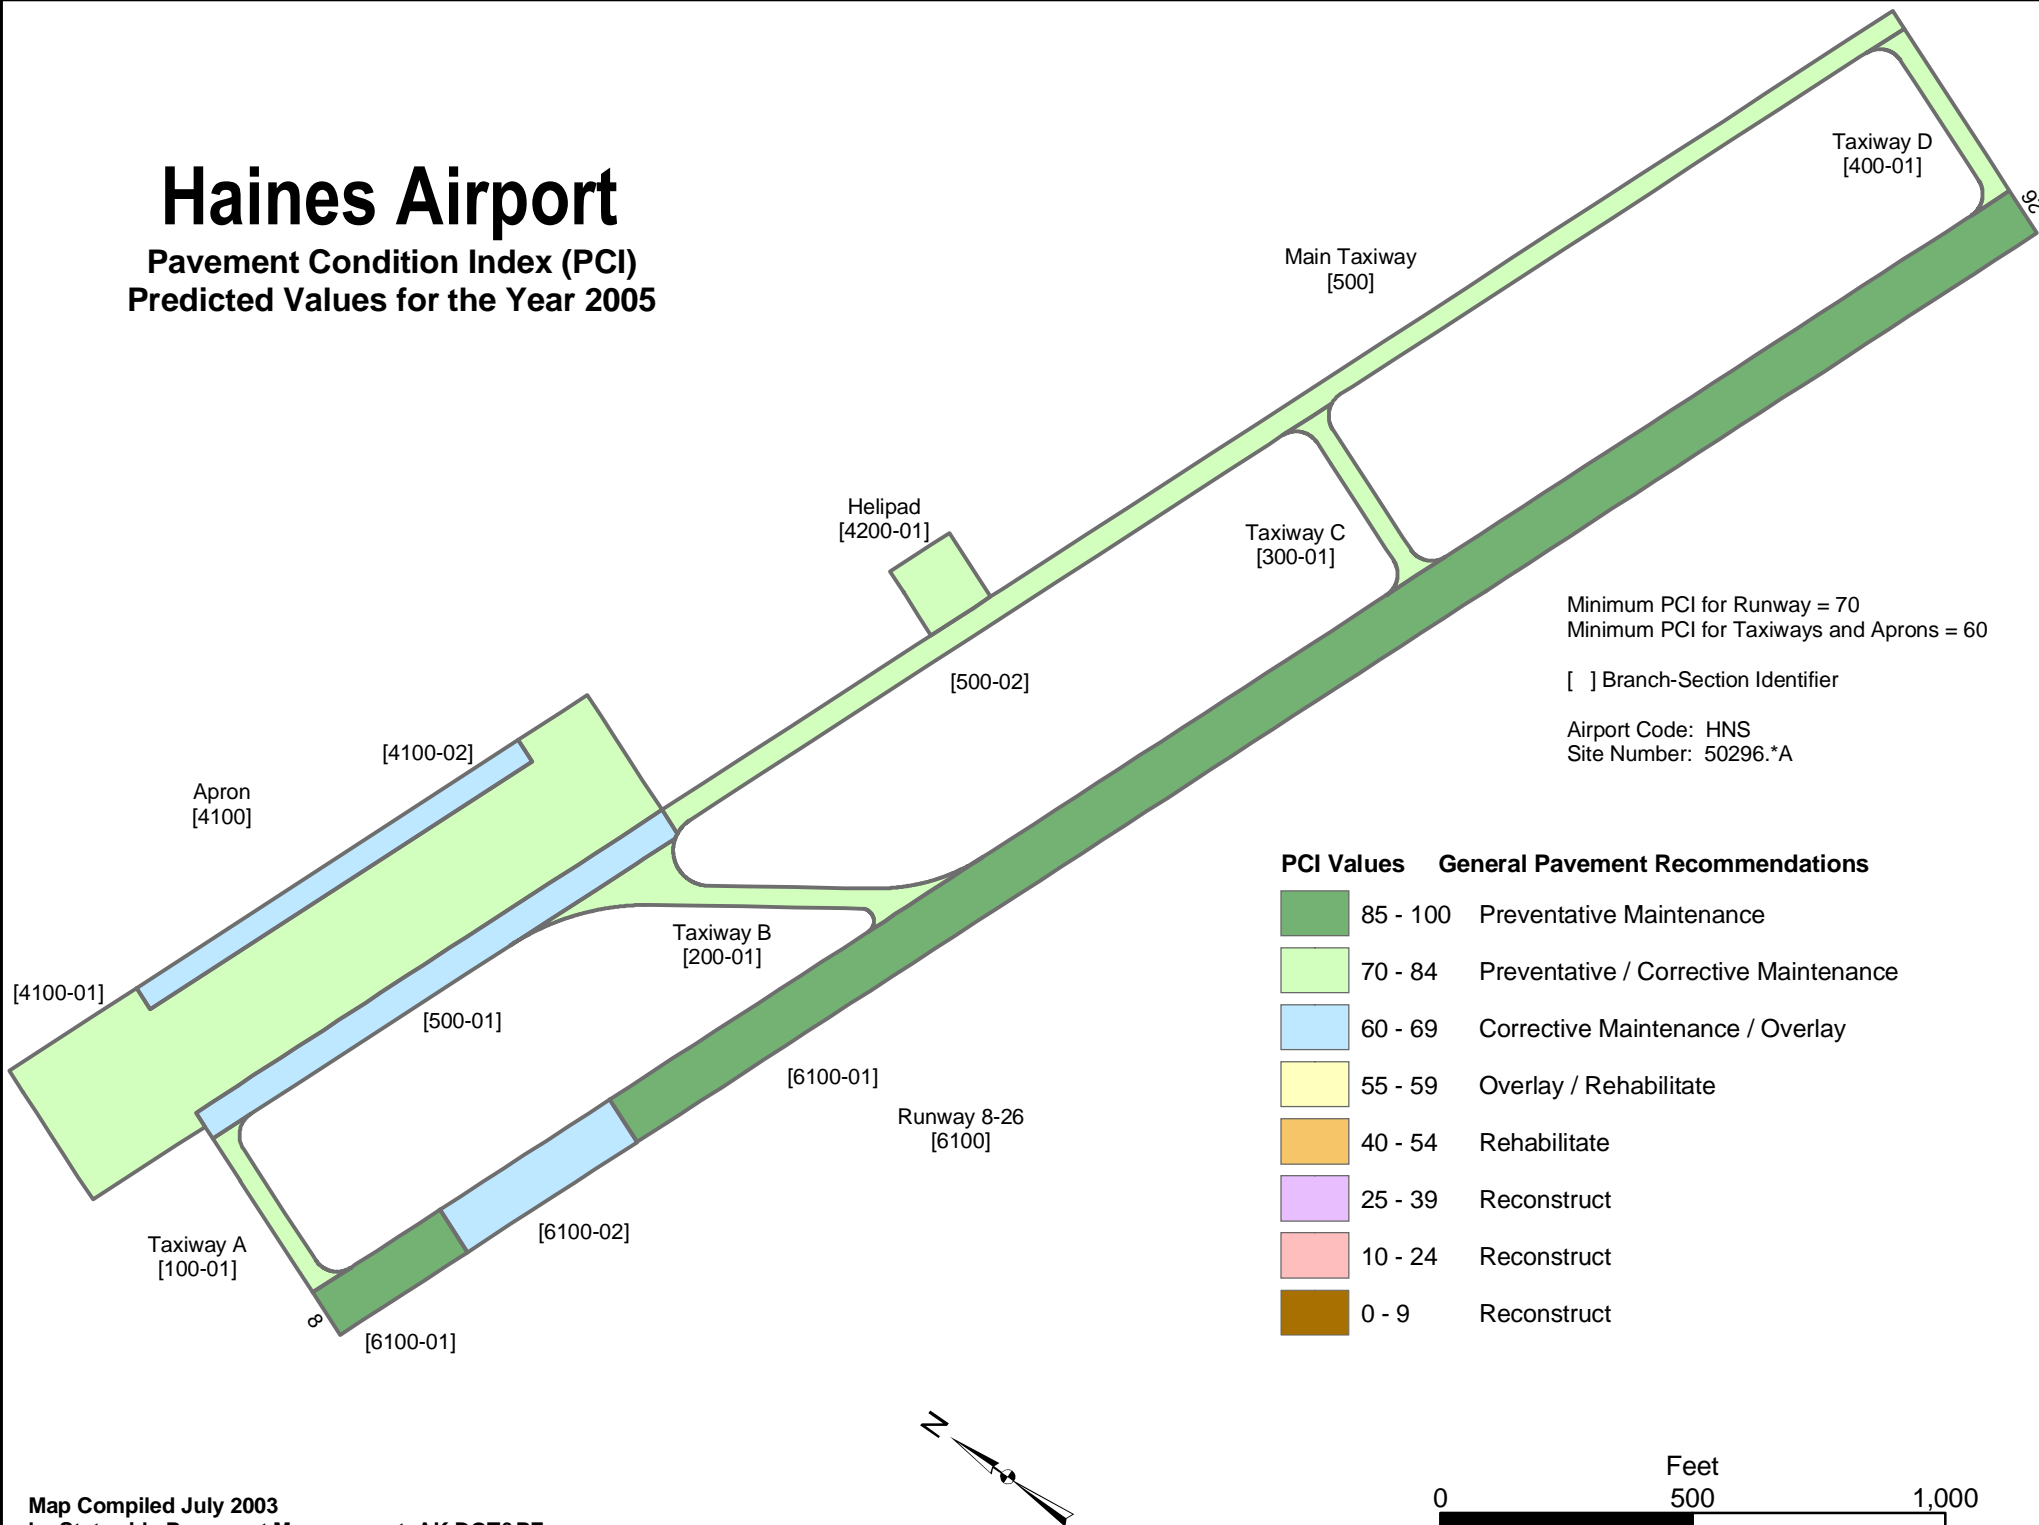 Haines Airport
Pavement Condition Index (PCI)
Predicted Values for the Year 2005
Taxiway D
[400-01]
26
Main Taxiway
[500]
Helipad
[4200-01]
Taxiway C
[300-01]
Minimum PCI for Runway = 70
Minimum PCI for Taxiways and Aprons = 60
[ ] Branch-Section Identifier
Airport Code: HNS
Site Number: 50296.*A
[500-02]
[4100-02]
Apron
[4100]
Taxiway B
[200-01]
[4100-01]
[500-01]
[6100-01]
Runway 8-26
[6100]
[6100-02]
Taxiway A
[100-01]
8
[6100-01]
PCI Values General Pavement Recommendations
85 - 100 Preventative Maintenance
70 - 84 Preventative / Corrective Maintenance
60 - 69 Corrective Maintenance / Overlay
55 - 59 Overlay / Rehabilitate
40 - 54 Rehabilitate
25 - 39 Reconstruct
10 - 24 Reconstruct
0 - 9 Reconstruct
N
Feet
0 500 1,000
Map Compiled July 2003